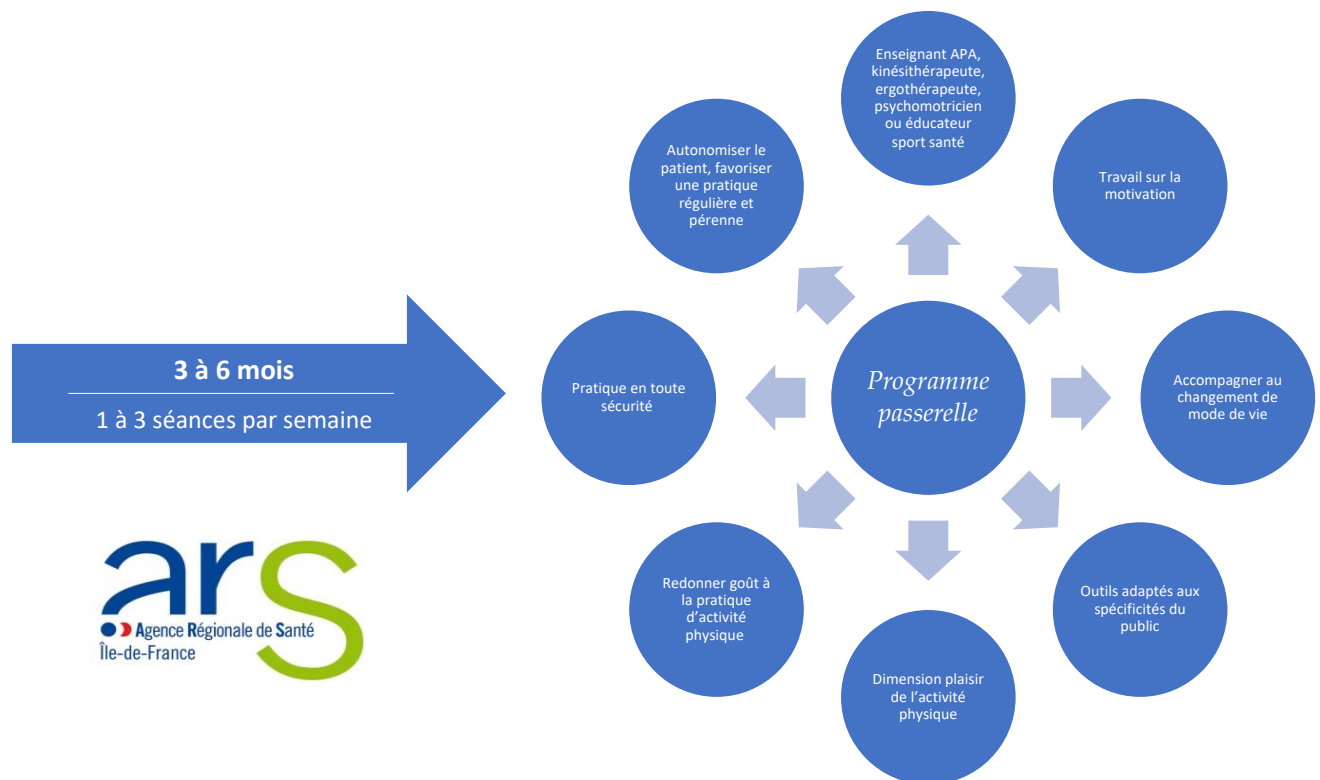 3 à 6 mois
1 à 3 séances par semaine
ars
Agence Régionale de Santé
Île-de-France
Programme
passerelle
Enseignant APA,
kinésithérapeute,
ergothérapeute,
psychomotricien
ou éducateur
sport santé
Travail sur la
motivation
Accompagner au
changement de
mode de vie
Outils adaptés aux
spécificités du
public
Dimension plaisir
de l’activité
physique
Redonner goût à
la pratique
d’activité
physique
Pratique en toute
sécurité
Autonomiser le
patient, favoriser
une pratique
régulière et
pérenne